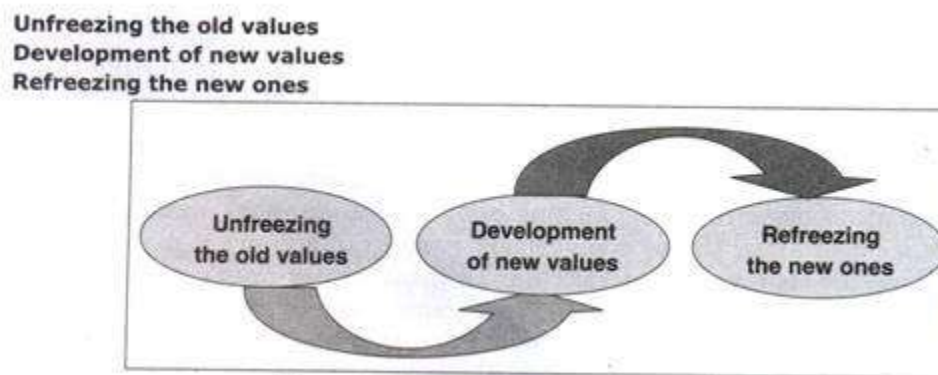 Unfreezing the old values
Development of new values
Refreezing the new ones
Unfreezing
the old values
Development
of new values
Refreezing
the new ones